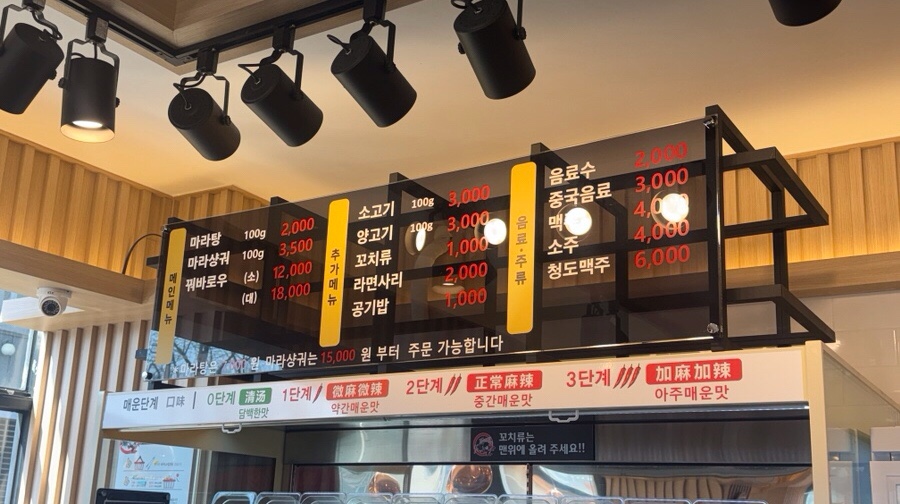 메인메뉴
마라탕 100g 2,000
마라샹궈 100g 3,500
꿔바로우 (소) 12,000
(대) 18,000
추가메뉴
소고기 100g 3,000
양고기 100g 3,000
꼬치류 1,000
라면사리 2,000
공기밥 1,000
음료·주류
음료수 2,000
중국음료 3,000
4,000
소주 4,000
청도맥주 6,000
마라탕은 원 마라샹궈는 15,000 원 부터 주문 가능합니다
매운단계 口味 | 0단계 清汤 1단계 微麻微辣 2단계 正常麻辣 3단계 加麻加辣
담백한맛 약간매운맛 중간매운맛 아주매운맛
꼬치류는
맨위에 올려 주세요!!